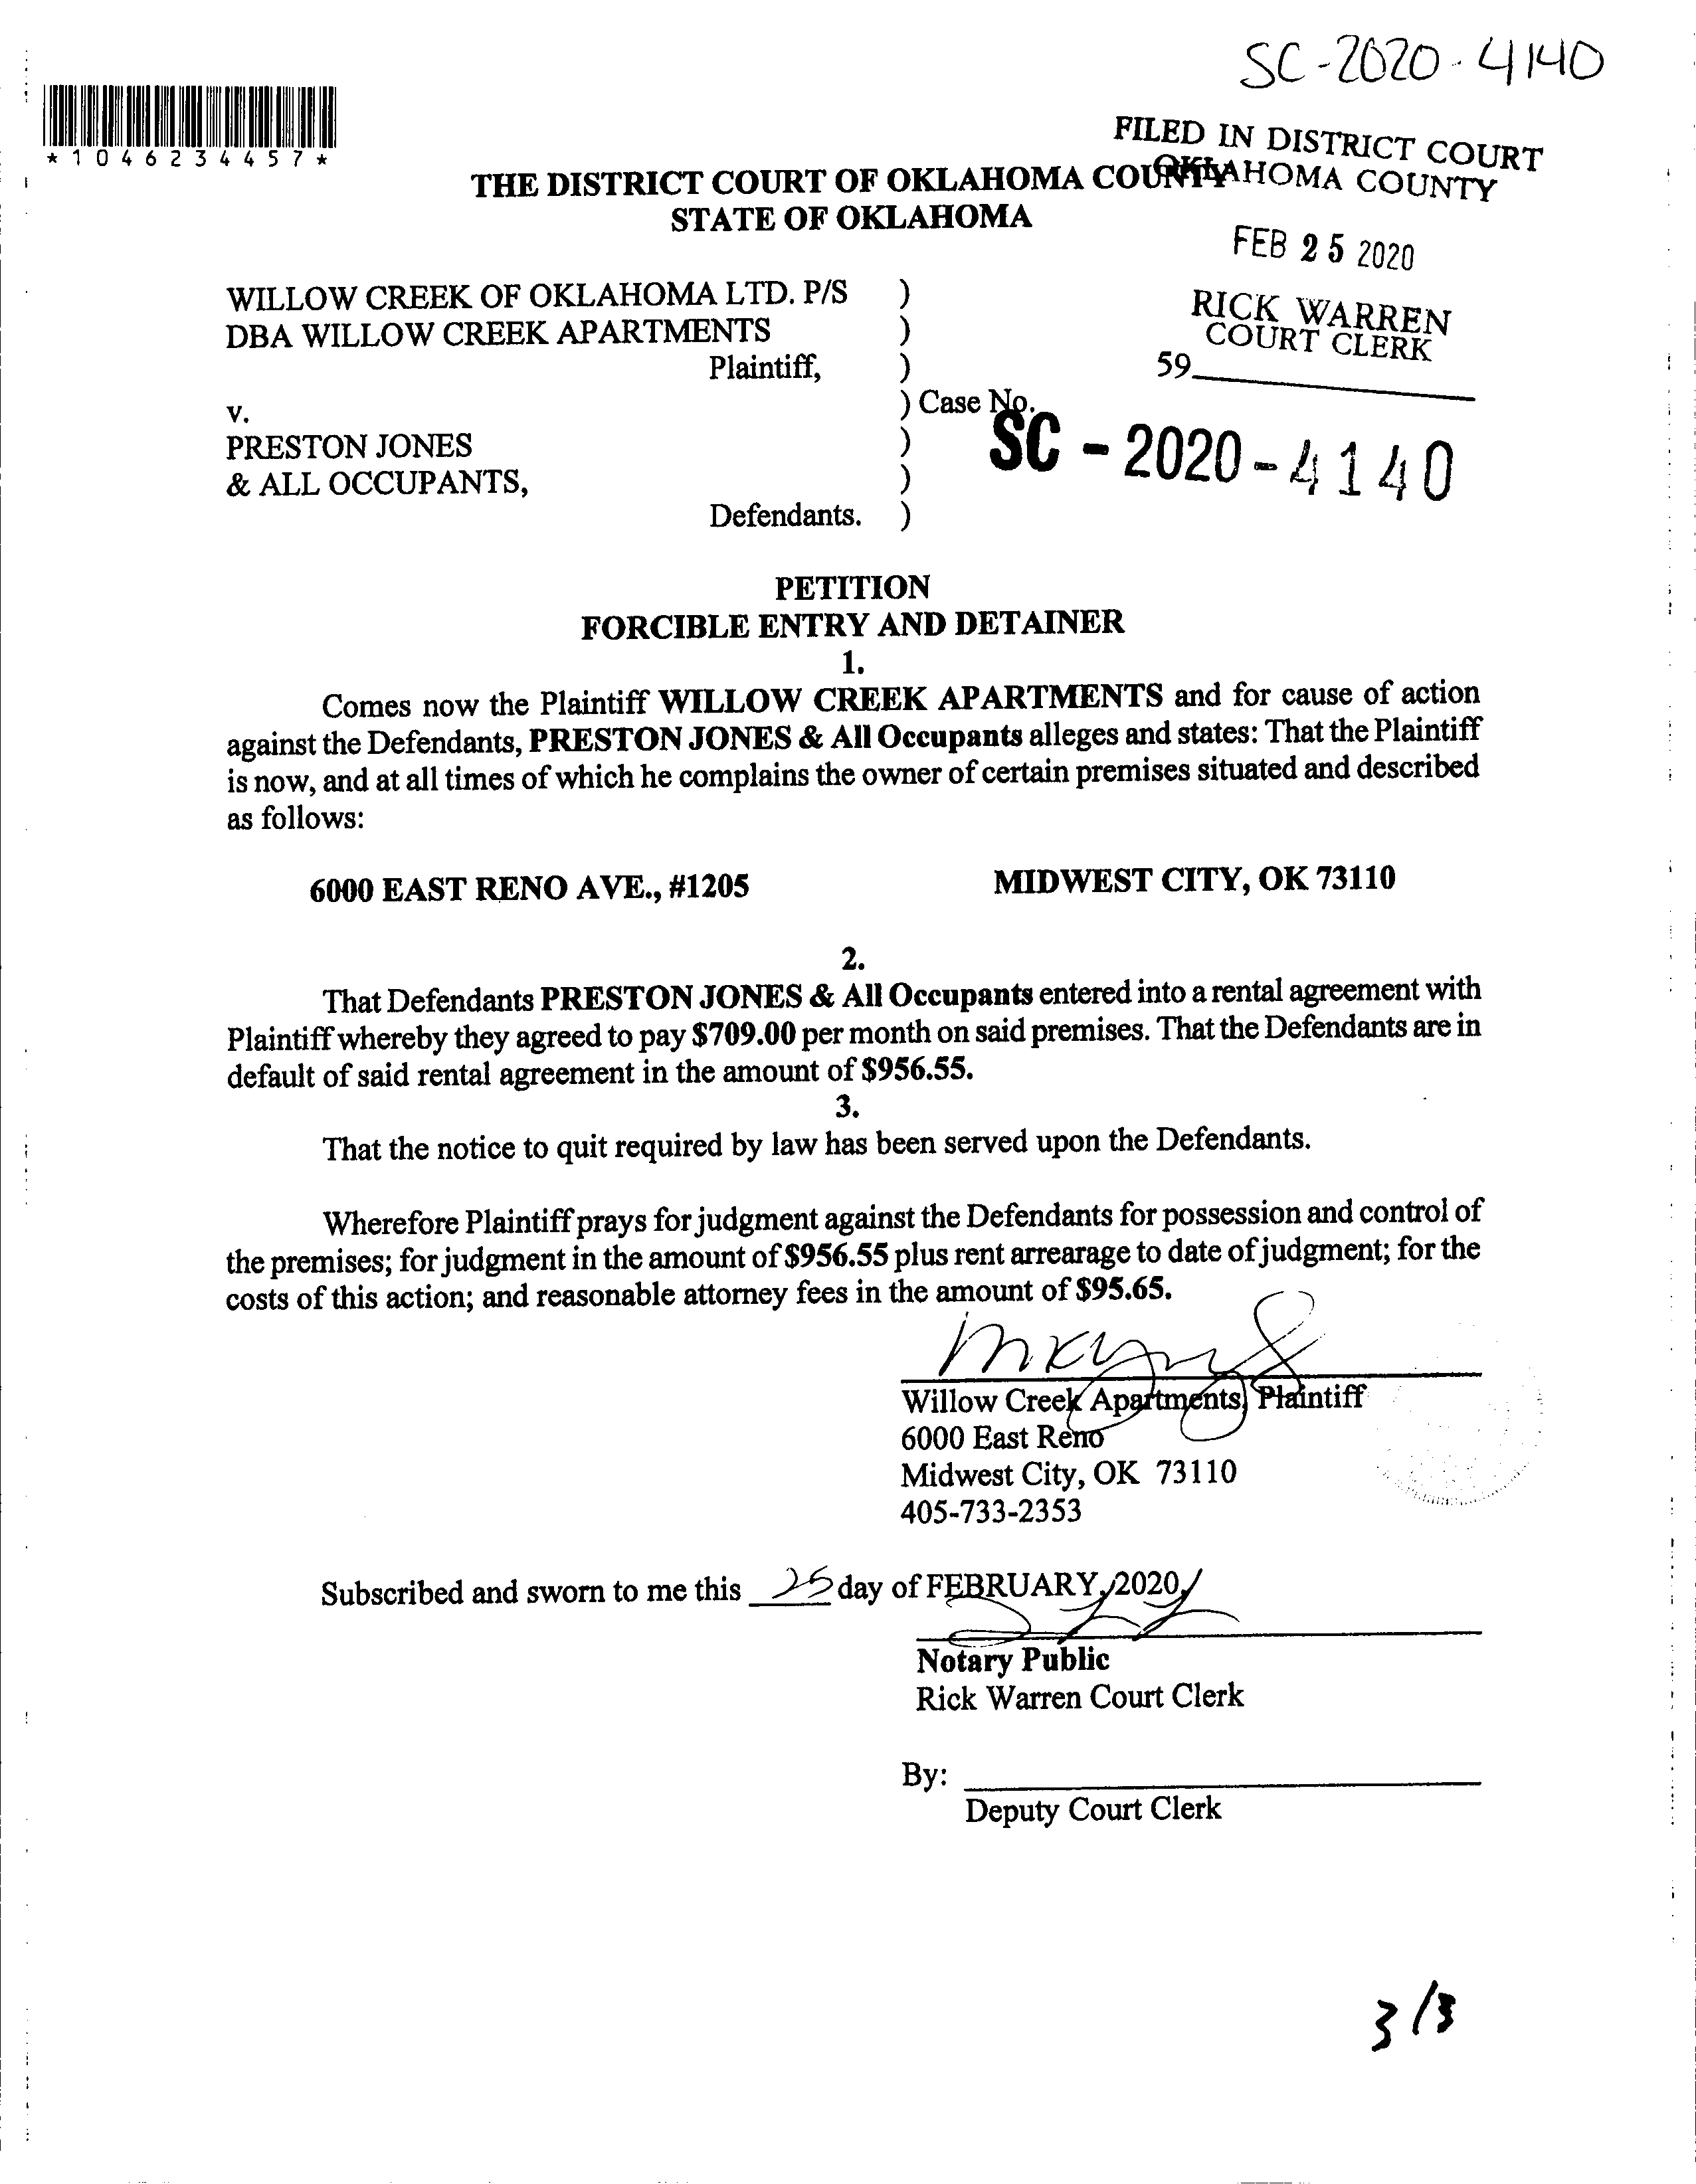 SC-2020-4140
*1046234457*
FILED IN DISTRICT COURT
OKLAHOMA COUNTY
THE DISTRICT COURT OF OKLAHOMA COUNTY
STATE OF OKLAHOMA
FEB 25 2020
RICK WARREN
COURT CLERK
59
WILLOW CREEK OF OKLAHOMA LTD. P/S )
DBA WILLOW CREEK APARTMENTS )
Plaintiff, )
) Case No.
v.
PRESTON JONES )
SC-2020-4140
& ALL OCCUPANTS, )
Defendants. )
PETITION
FORCIBLE ENTRY AND DETAINER
1.
Comes now the Plaintiff WILLOW CREEK APARTMENTS and for cause of action
against the Defendants, PRESTON JONES & All Occupants alleges and states: That the Plaintiff
is now, and at all times of which he complains the owner of certain premises situated and described
as follows:
6000 EAST RENO AVE., #1205 MIDWEST CITY, OK 73110
2.
That Defendants PRESTON JONES & All Occupants entered into a rental agreement with
Plaintiff whereby they agreed to pay $709.00 per month on said premises. That the Defendants are in
default of said rental agreement in the amount of $956.55.
3.
That the notice to quit required by law has been served upon the Defendants.
Wherefore Plaintiff prays for judgment against the Defendants for possession and control of
the premises; for judgment in the amount of $956.55 plus rent arrearage to date of judgment; for the
costs of this action; and reasonable attorney fees in the amount of $95.65.
Willow Creek Apartments, Plaintiff
6000 East Reno
Midwest City, OK 73110
405-733-2353
Subscribed and sworn to me this 25 day of FEBRUARY, 2020,
Notary Public
Rick Warren Court Clerk
By:
Deputy Court Clerk
3/3